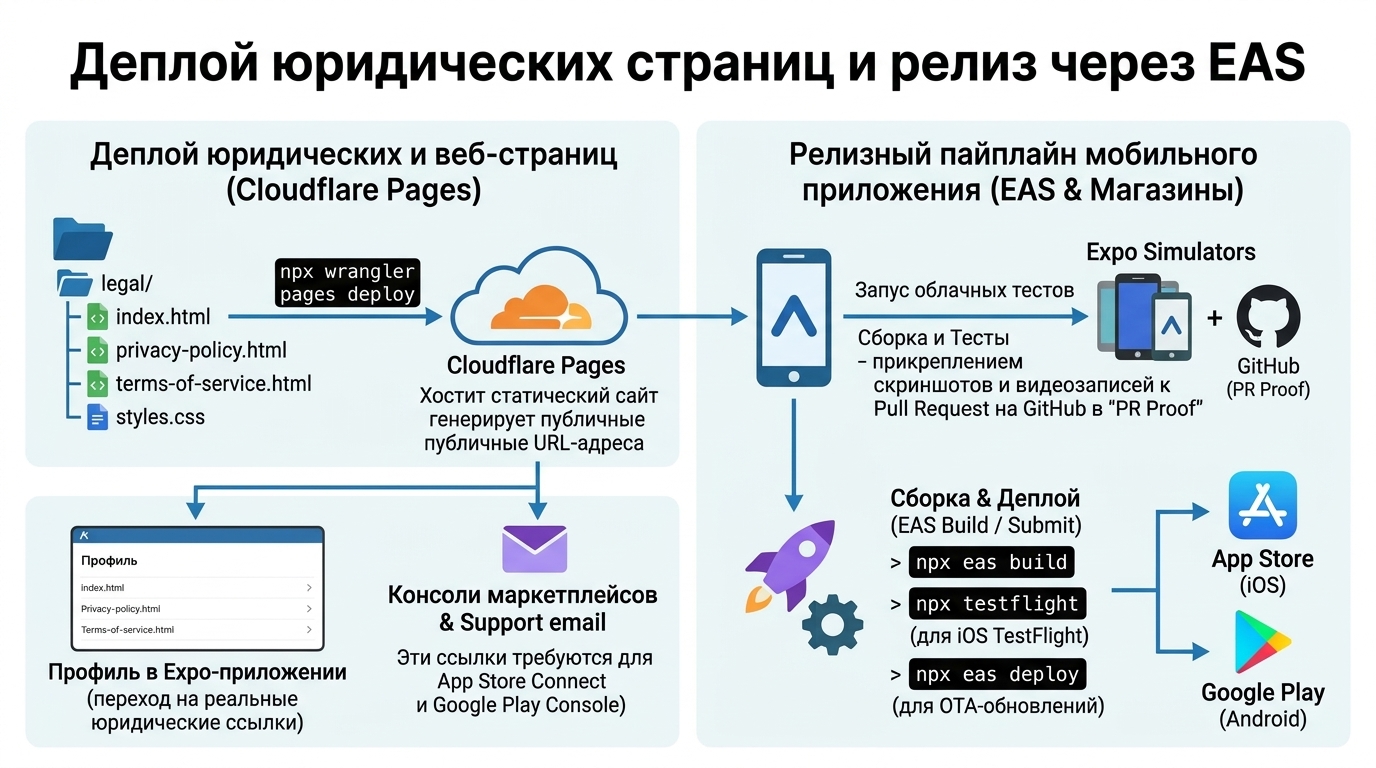 Деплой юридических страниц и релиз через EAS
Деплой юридических и веб-страниц
(Cloudflare Pages)
legal/
index.html
privacy-policy.html
terms-of-service.html
styles.css
npx wrangler
pages deploy
Cloudflare Pages
Хостит статический сайт
генерирует публичные
публичные URL-адреса
Профиль
index.html
Privacy-policy.html
Terms-of-service.html
Профиль в Expo-приложении
(переход на реальные
юридические ссылки)
Консоли маркетплейсов
& Support email
Эти ссылки требуются для
App Store Connect
и Google Play Console)
Релизный пайплайн мобильного
приложения (EAS & Магазины)
Запус облачных тестов
Сборка и Тесты
– прикреплением
скриншотов и видеозаписей к
Pull Request на GitHub в "PR Proof"
Expo Simulators
+
GitHub
(PR Proof)
Сборка & Деплой
(EAS Build / Submit)
> npx eas build
> npx testflight
(для iOS TestFlight)
> npx eas deploy
(для OTA-обновлений)
App Store
(iOS)
Google Play
(Android)